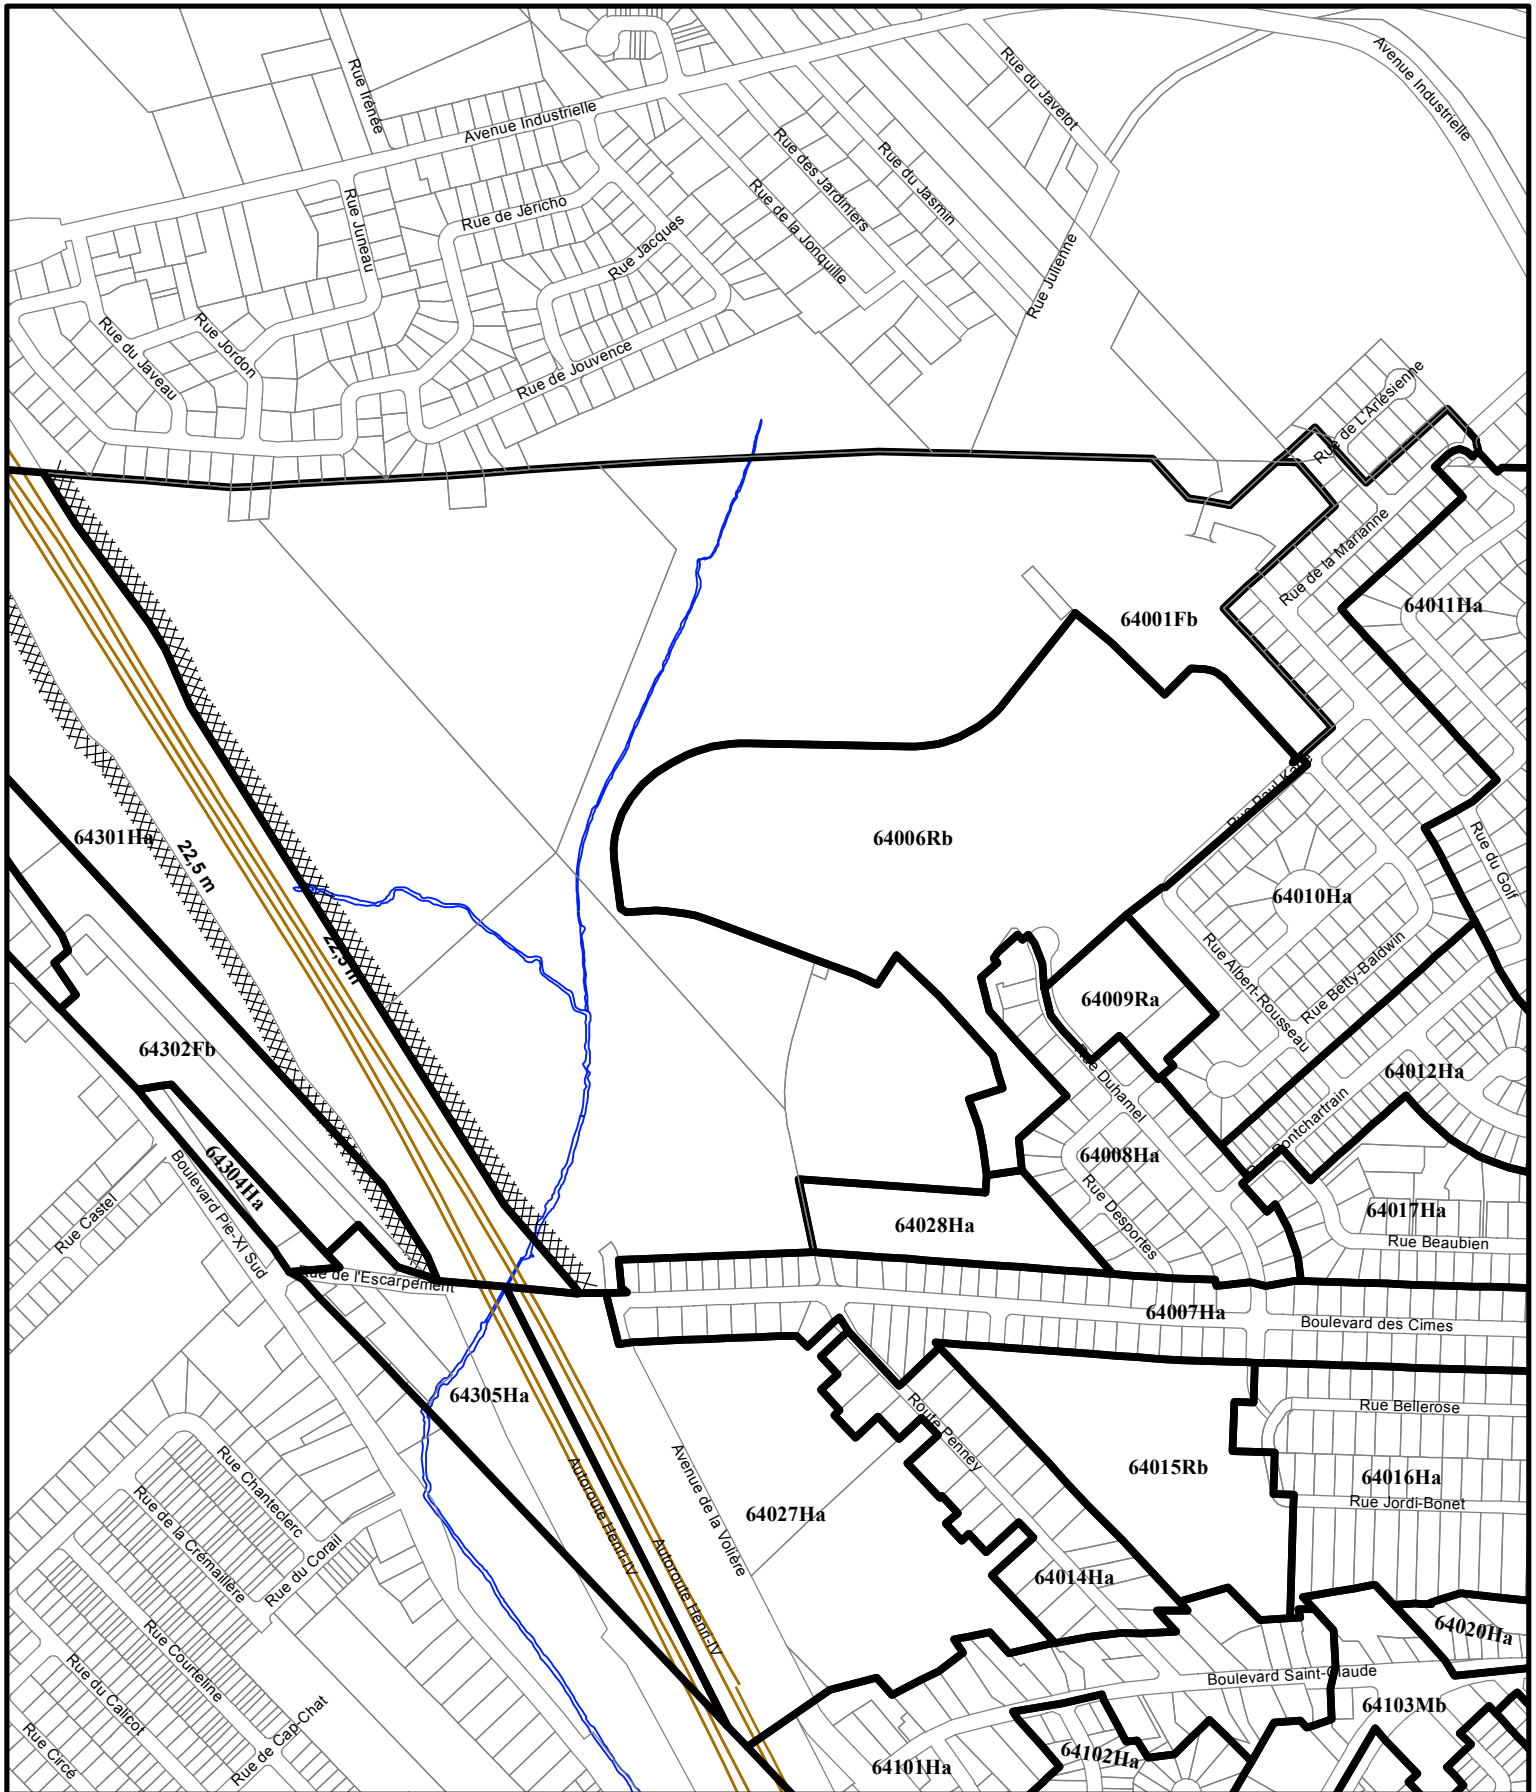 Rue Irénée
Avenue Industrielle
Rue du Javelot
Avenue Industrielle
Rue des Jardiniers
Rue du Jasmin
Rue de la Jonquille
Rue Juneau
Rue de Jéricho
Rue Jacques
Rue Julienne
Rue du Javeau
Rue Jordon
Rue de Jouvence
Rue de L'Arlésienne
Rue de la Marianne
64011Ha
64001Fb
64301Ha
22,5 m
64006Rb
Rue du Golf
64010Ha
22,5 m
Rue Albert-Rousseau
Rue Betty-Baldwin
64009Ra
64302Fb
Rue Duhamel
64012Ha
Pontchartrain
64304Ha
64008Ha
Rue Castel
Boulevard Pie-XI Sud
Rue Desportes
64028Ha
64017Ha
Rue Beaubien
Rue de l'Escarpement
64007Ha
Boulevard des Cimes
64305Ha
Route Penney
Rue Bellerose
64015Rb
64016Ha
Rue Jordi-Bonet
Rue Chanteclerc
Rue de la Crémaillère
Rue du Corail
Autoroute Henri-IV
Autoroute Henri-IV
Avenue de la Volière
64027Ha
64014Ha
64020Ha
Rue Courteline
Rue du Calicot
Rue de Cap-Chat
Rue Circé
Boulevard Saint-Claude
64103Mb
64101Ha
64102Ha